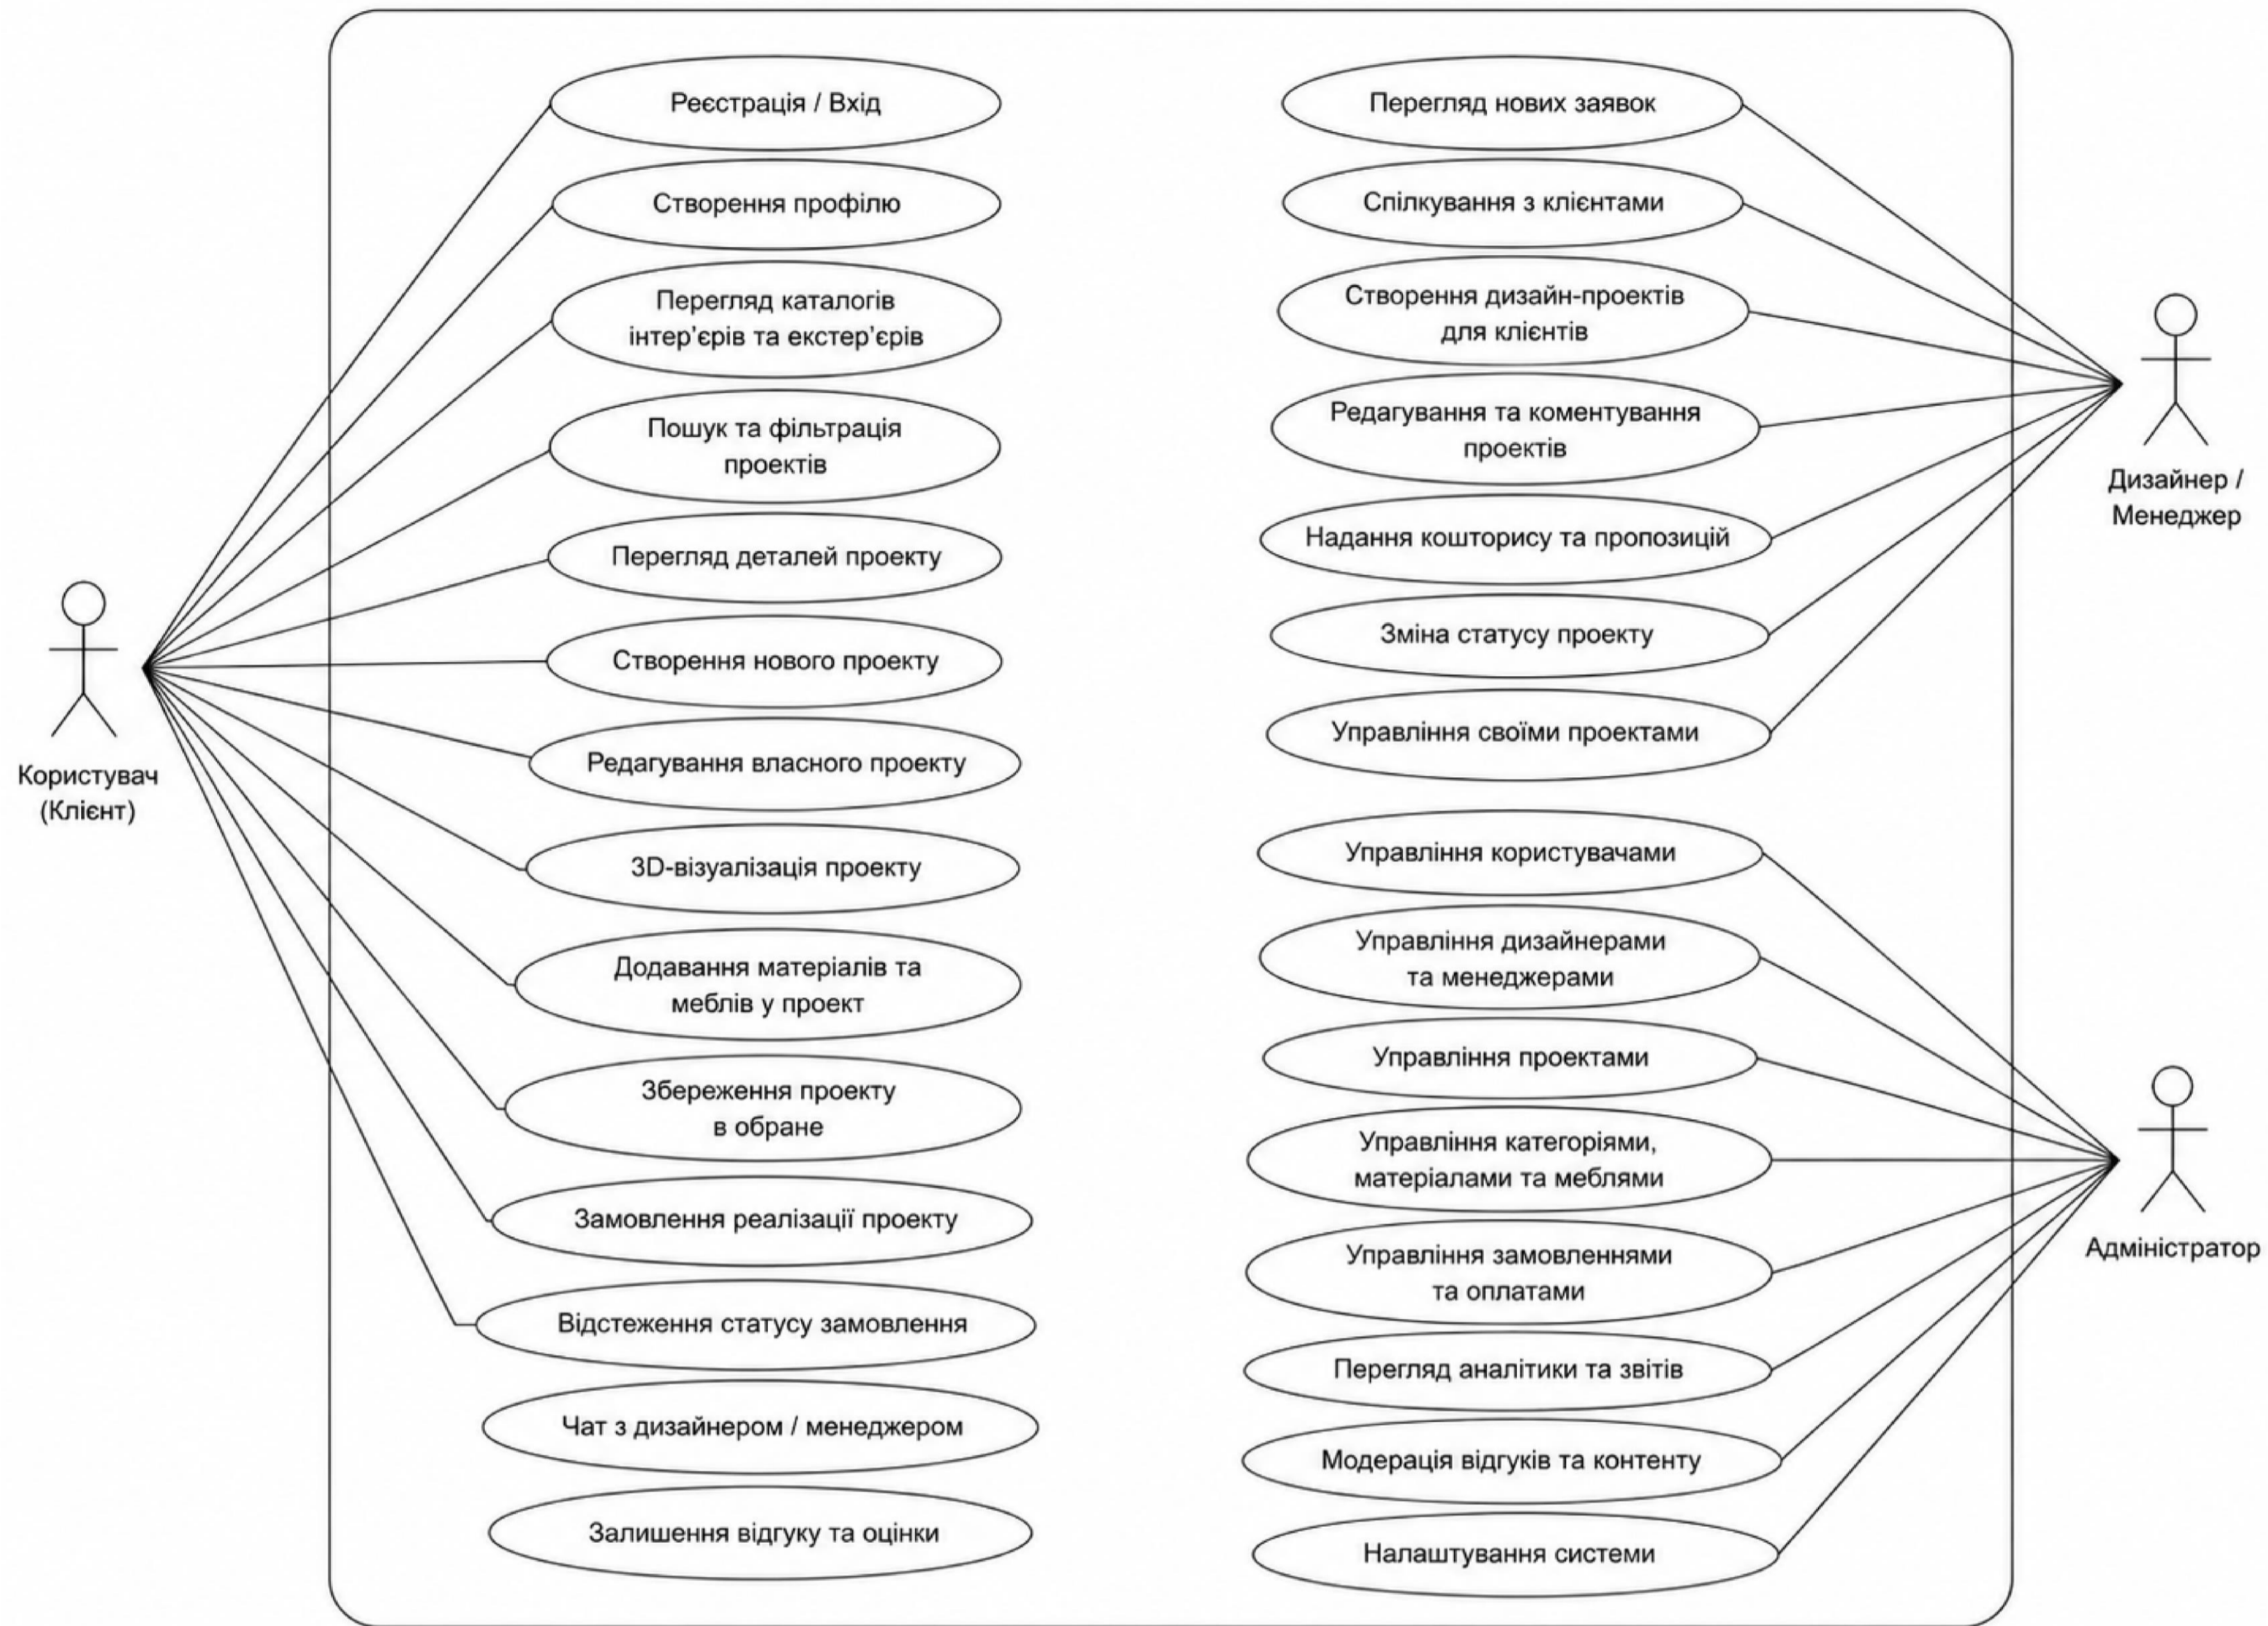 Реєстрація / Вхід
Створення профілю
Перегляд каталогів
інтер’єрів та екстер’єрів
Пошук та фільтрація
проектів
Перегляд деталей проекту
Створення нового проекту
Редагування власного проекту
3D-візуалізація проекту
Додавання матеріалів та
меблів у проект
Збереження проекту
в обране
Замовлення реалізації проекту
Відстеження статусу замовлення
Чат з дизайнером / менеджером
Залишення відгуку та оцінки
Користувач
(Клієнт)
Перегляд нових заявок
Спілкування з клієнтами
Створення дизайн-проектів
для клієнтів
Редагування та коментування
проектів
Надання кошторису та пропозицій
Зміна статусу проекту
Управління своїми проектами
Дизайнер /
Менеджер
Управління користувачами
Управління дизайнерами
та менеджерами
Управління проектами
Управління категоріями,
матеріалами та меблями
Управління замовленнями
та оплатами
Перегляд аналітики та звітів
Модерація відгуків та контенту
Налаштування системи
Адміністратор